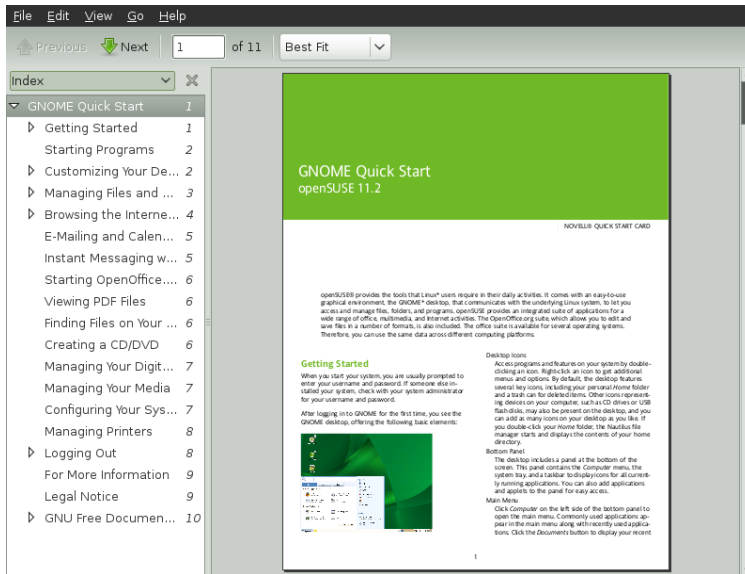 File Edit View Go Help
Previous Next 1 of 11 Best Fit
Index
GNOME Quick Start 1
Getting Started 1
Starting Programs 2
Customizing Your De... 2
Managing Files and ... 3
Browsing the Interne... 4
E-Mailing and Calen... 5
Instant Messaging w... 5
Starting OpenOffice.... 6
Viewing PDF Files 6
Finding Files on Your ... 6
Creating a CD/DVD 6
Managing Your Digit... 7
Managing Your Media 7
Configuring Your Sys... 7
Managing Printers 8
Logging Out 8
For More Information 9
Legal Notice 9
GNU Free Documen... 10
GNOME Quick Start
openSUSE 11.2
NOVELL® QUICK START CARD
openSUSE® provides the tools that Linux* users require in their daily activities. It comes with an easy-to-use
graphical environment, the GNOME* desktop, that communicates with the underlying Linux system, to let you
access and manage files, folders, and programs. openSUSE provides an integrated suite of applications for a
wide range of office, multimedia, and Internet activities. The OpenOffice.org suite, which allows you to edit and
save files in a number of formats, is also included. The office suite is available for several operating systems.
Therefore, you can use the same data across different computing platforms.
Getting Started
When you start your system, you are usually prompted to
enter your username and password. If someone else in-
stalled your system, check with your system administrator
for your username and password.
After logging in to GNOME for the first time, you see the
GNOME desktop, offering the following basic elements:
Desktop Icons
Access programs and features on your system by double-
clicking an icon. Right-click an icon to get additional
menus and options. By default, the desktop features
several key icons, including your personal Home folder
and a trash can for deleted items. Other icons represent-
ing devices on your computer, such as CD drives or USB
flash disks, may also be present on the desktop, and you
can add as many icons on your desktop as you like. If
you double-click your Home folder, the Nautilus file
manager starts and displays the contents of your home
directory.
Bottom Panel
The desktop includes a panel at the bottom of the
screen. This panel contains the Computer menu, the
system tray, and a taskbar to display icons for all current-
ly running applications. You can also add applications
and applets to the panel for easy access.
Main Menu
Click Computer on the left side of the bottom panel to
open the main menu. Commonly used applications ap-
pear in the main menu along with recently used applica-
tions. Click the Documents button to display your recent
1